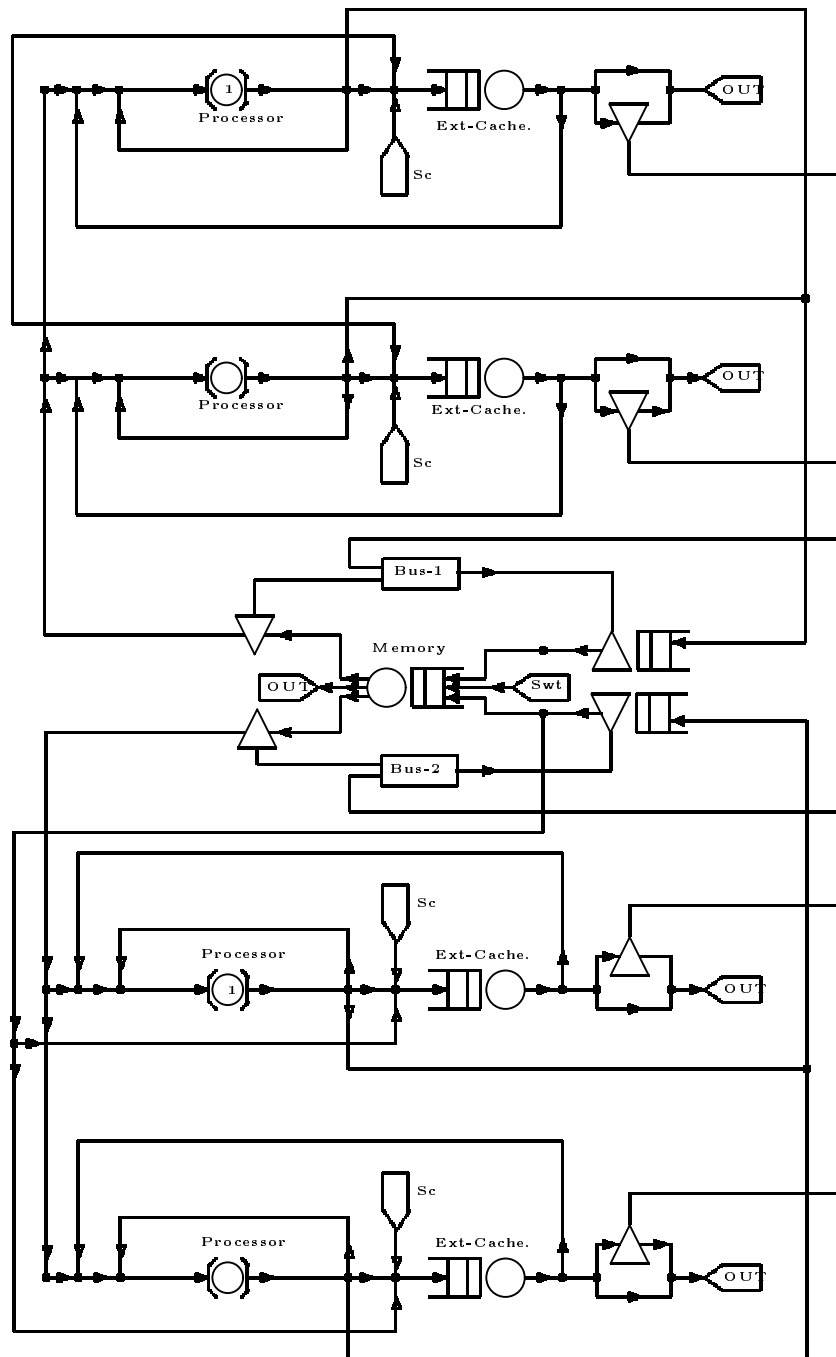 1
OUT
Processor
Ext-Cache.
Sc
OUT
Processor
Ext-Cache.
Sc
Bus-1
Memory
OUT
Swt
Bus-2
Sc
Processor
Ext-Cache.
1
OUT
Sc
Processor
Ext-Cache.
OUT